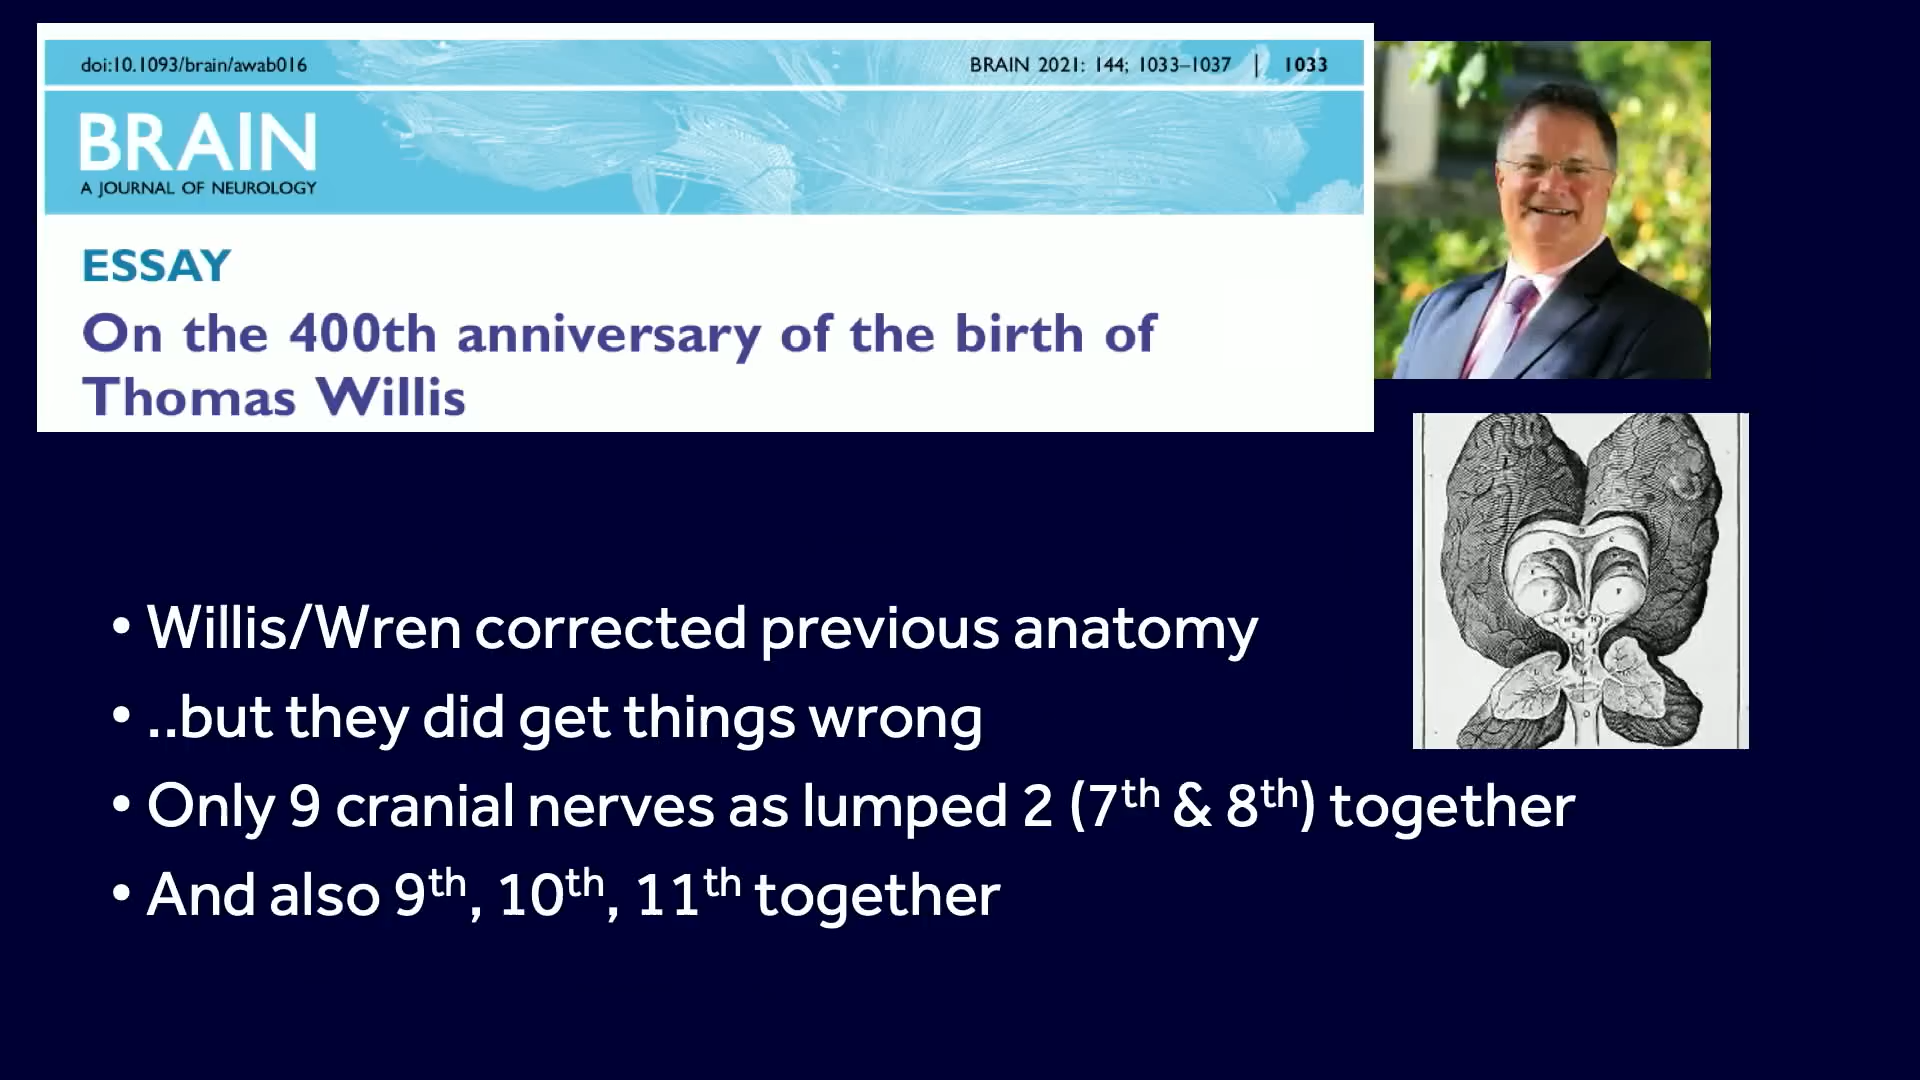 doi:10.1093/brain/awab016
BRAIN 2021: 144; 1033–1037 | 1033
BRAIN
A JOURNAL OF NEUROLOGY
ESSAY
On the 400th anniversary of the birth of
Thomas Willis
• Willis/Wren corrected previous anatomy
• ..but they did get things wrong
• Only 9 cranial nerves as lumped 2 (7th & 8th) together
• And also 9th, 10th, 11th together